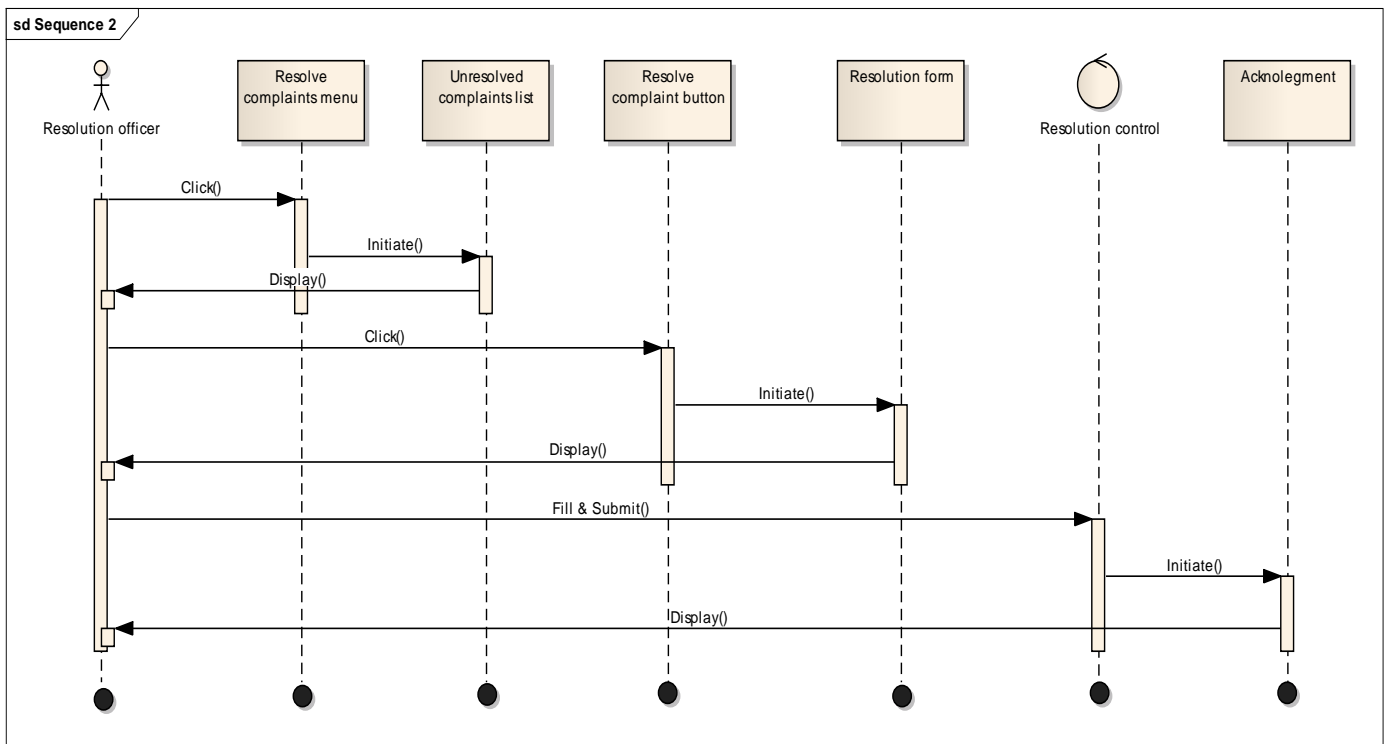 sd Sequence 2
Resolution officer
Resolve
complaints menu
Unresolved
complaints list
Resolve
complaint button
Resolution form
Resolution control
Acknolegment
Click()
Initiate()
Display()
Click()
Initiate()
Display()
Fill & Submit()
Initiate()
Display()